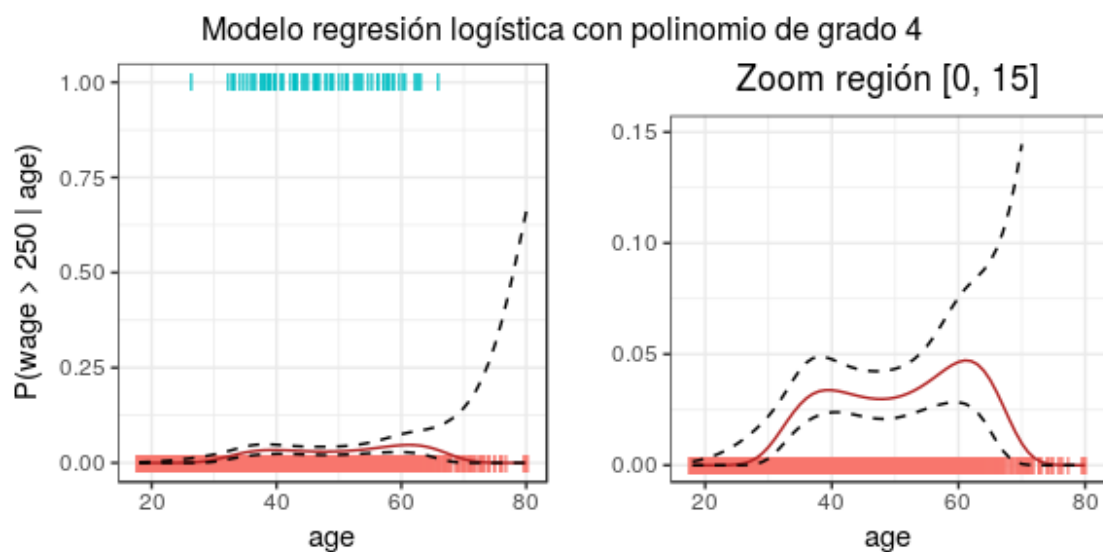 Modelo regresión logística con polinomio de grado 4
P(wage > 250 | age)
1.00
0.75
0.50
0.25
0.00
20 40 60 80
age
Zoom región [0, 15]
0.15
0.10
0.05
0.00
20 40 60 80
age